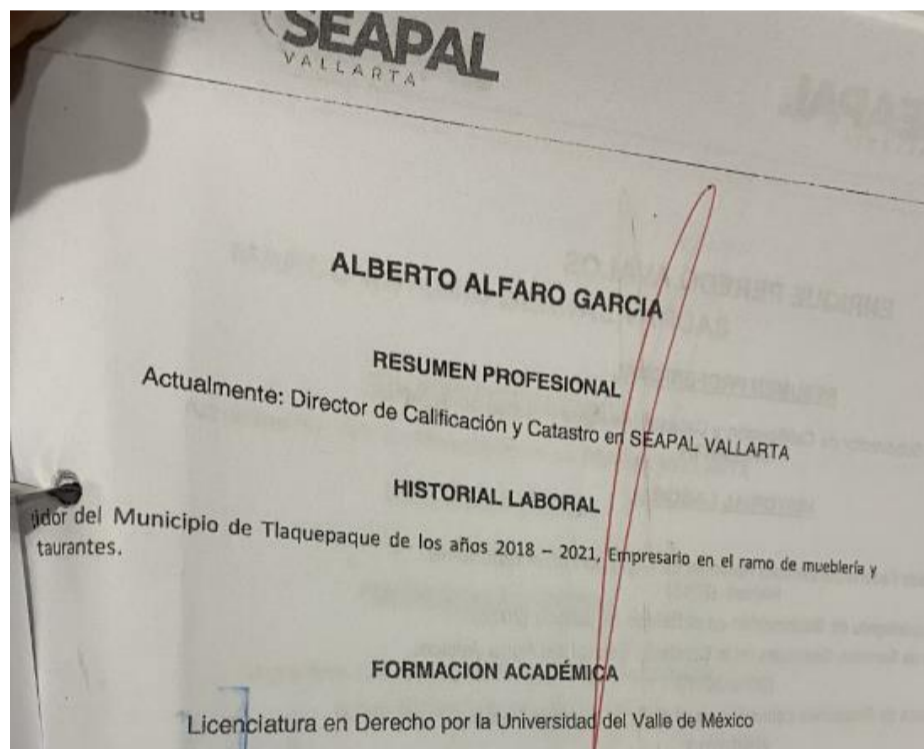 SEAPAL
VALLARTA
ALBERTO ALFARO GARCIA
RESUMEN PROFESIONAL
Actualmente: Director de Calificación y Catastro en SEAPAL VALLARTA
HISTORIAL LABORAL
idor del Municipio de Tlaquepaque de los años 2018 – 2021, Empresario en el ramo de mueblería y
taurantes.
FORMACION ACADÉMICA
Licenciatura en Derecho por la Universidad del Valle de México